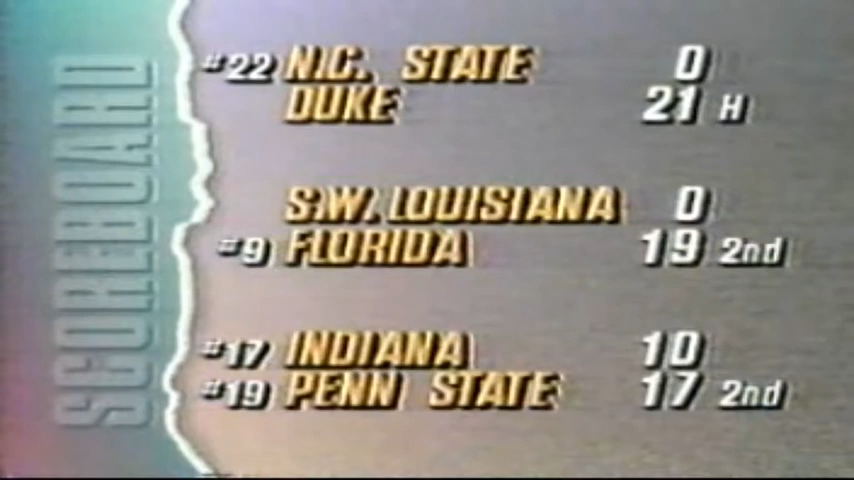 SCOREBOARD
#22 N.C. STATE 0
DUKE 21 H
S.W. LOUISIANA 0
#9 FLORIDA 19 2nd
#17 INDIANA 10
#19 PENN STATE 17 2nd